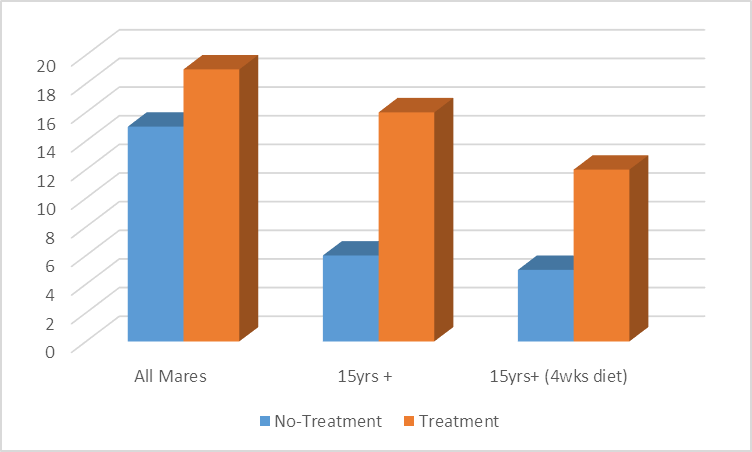 20
18
16
14
12
10
8
6
4
2
0
All Mares
15yrs +
15yrs+ (4wks diet)
No-Treatment
Treatment